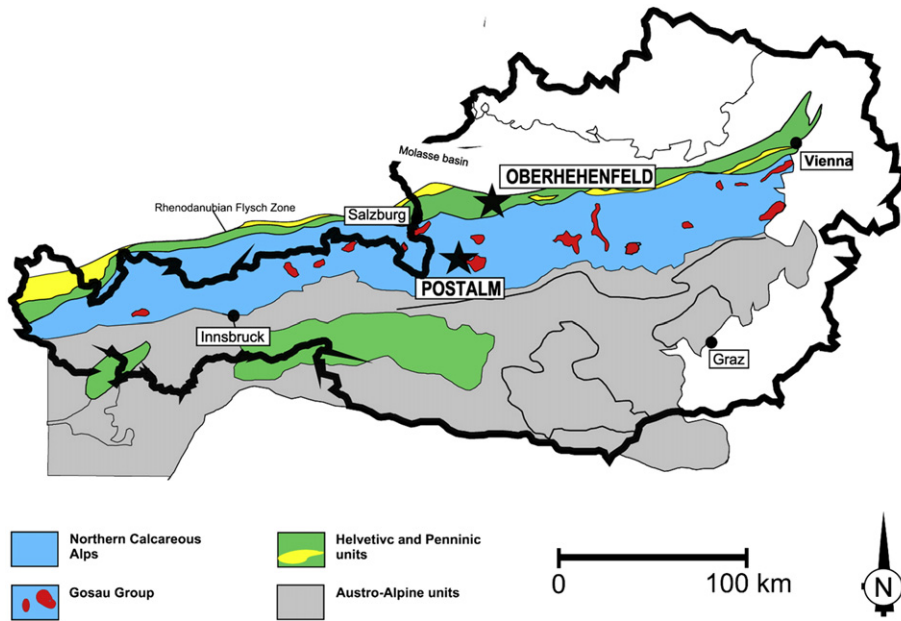 Molasse basin
Vienna
OBERHEHENFELD
Rhenodanubian Flysch Zone
Salzburg
POSTALM
Innsbruck
Graz
Northern Calcareous
Alps
Helvetivc and Penninic
units
Gosau Group
Austro-Alpine units
0 100 km
N